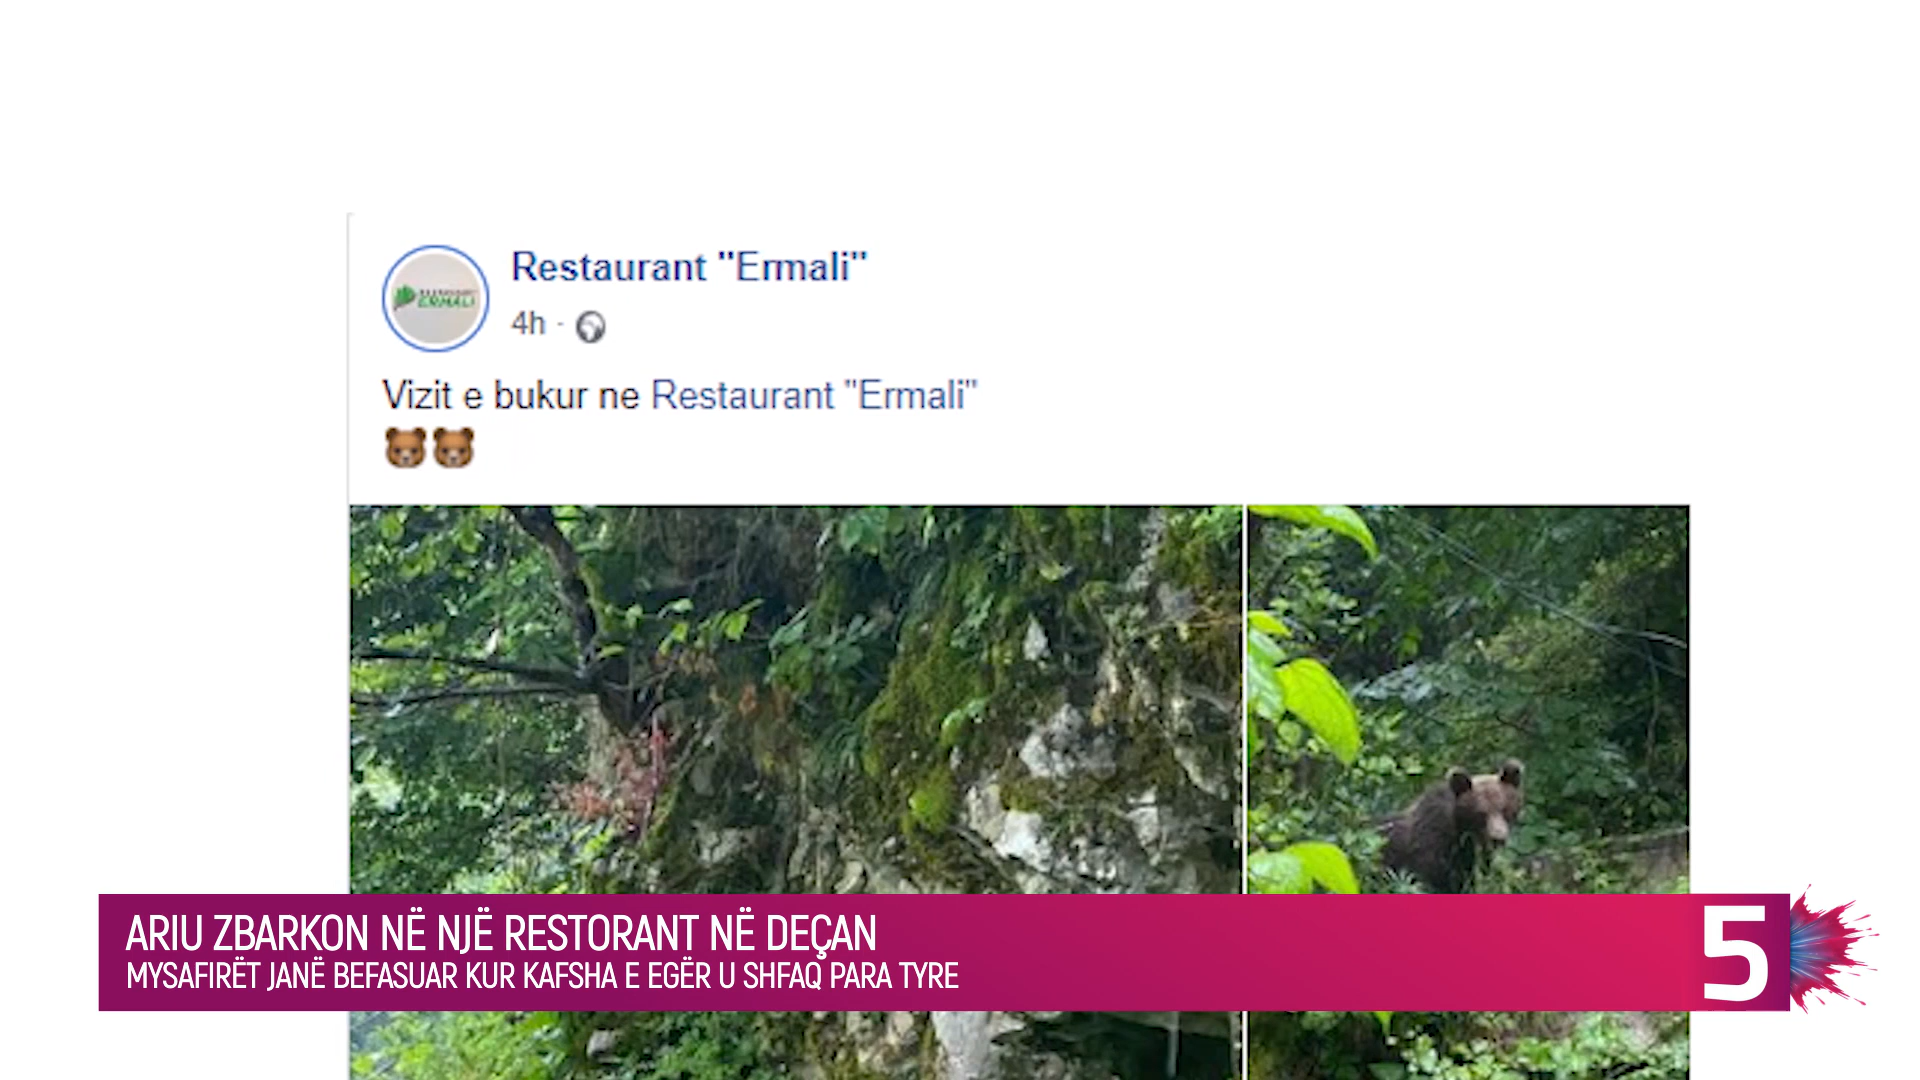 Restaurant "Ermali"
4h ·
Vizit e bukur ne Restaurant "Ermali"
ERMALI
ARIU ZBARKON NË NJË RESTORANT NË DEÇAN
MYSAFIRËT JANË BEFASUAR KUR KAFSHA E EGËR U SHFAQ PARA TYRE
5